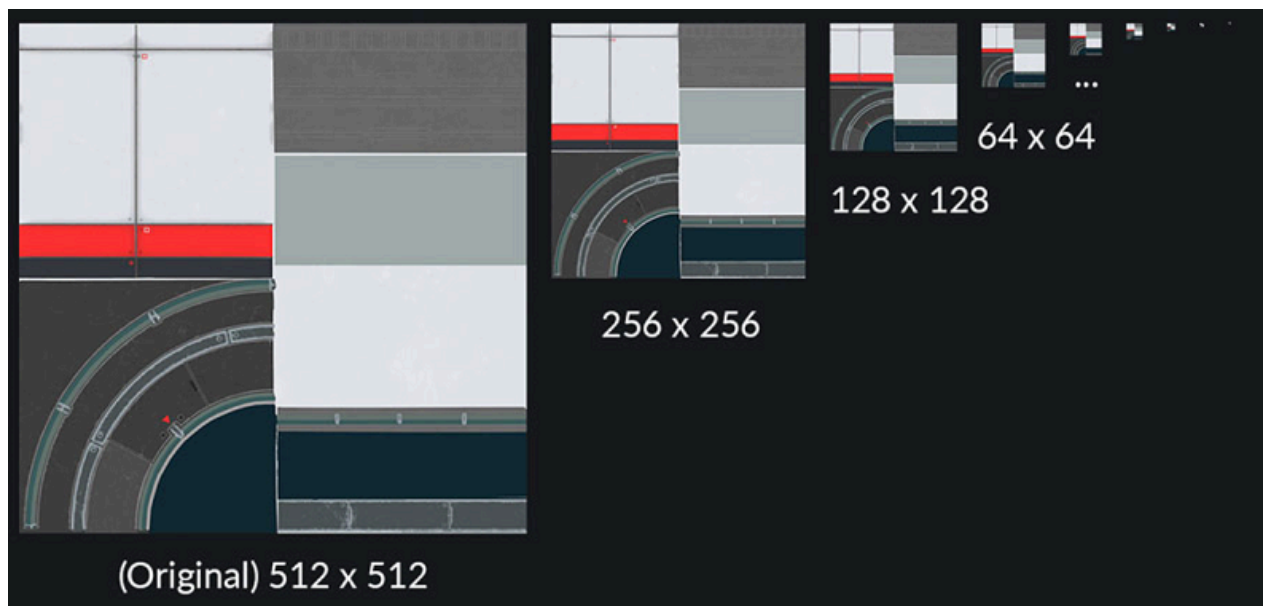 (Original) 512 x 512
256 x 256
128 x 128
64 x 64
...